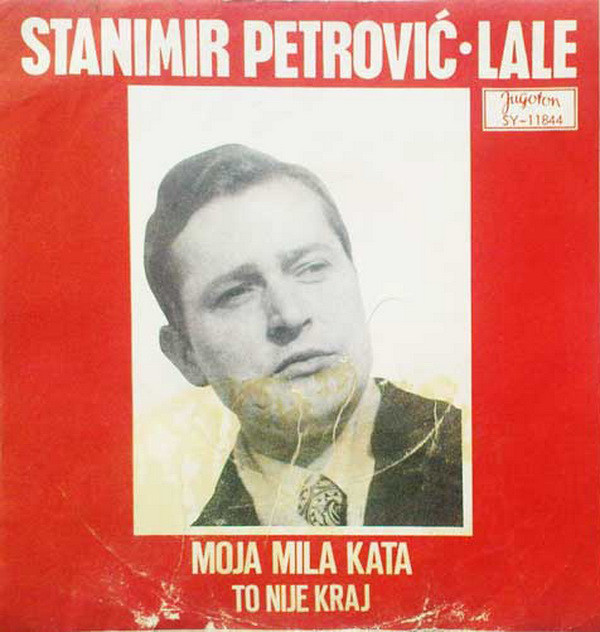 STANIMIR PETROVIĆ·LALE
Jugoton
SY-11844
MOJA MILA KATA
TO NIJE KRAJ